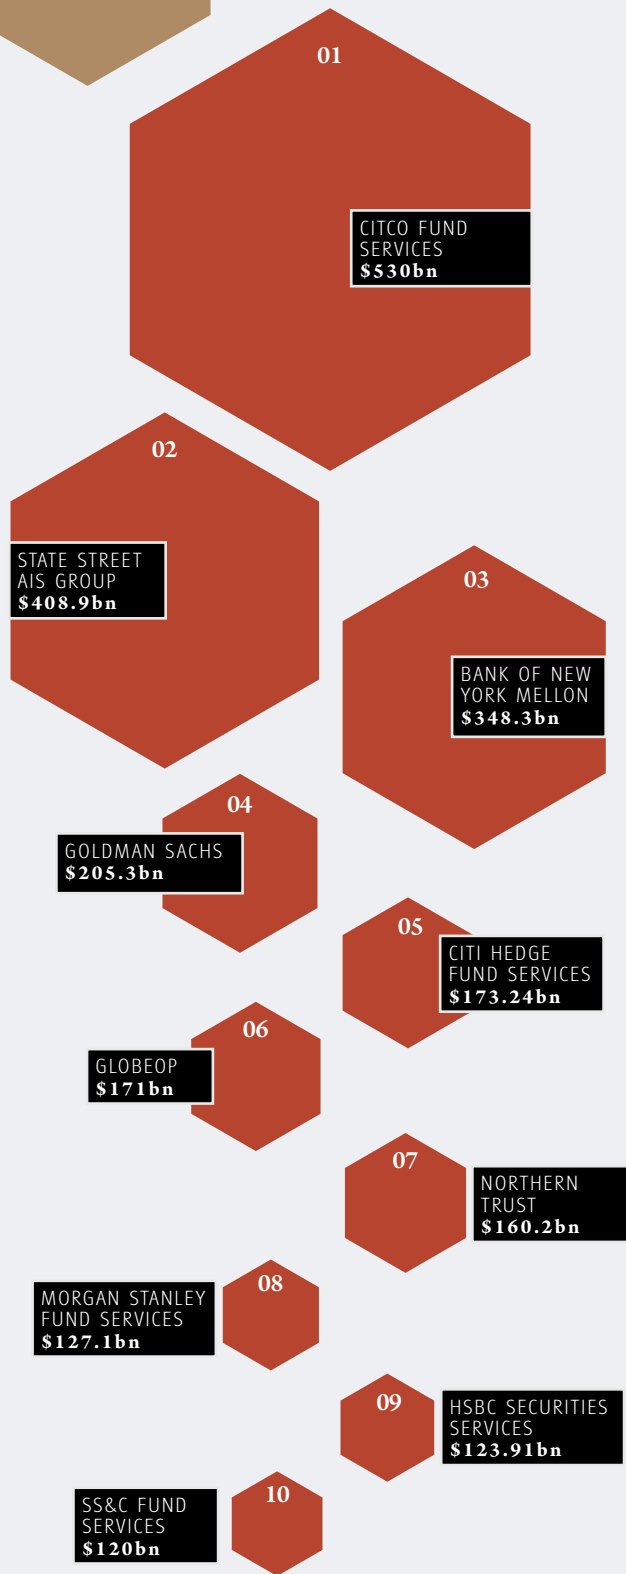 01
CITCO FUND
SERVICES
$530bn
02
STATE STREET
AIS GROUP
$408.9bn
03
BANK OF NEW
YORK MELLON
$348.3bn
04
GOLDMAN SACHS
$205.3bn
05
CITI HEDGE
FUND SERVICES
$173.24bn
06
GLOBEOP
$171bn
07
NORTHERN
TRUST
$160.2bn
08
MORGAN STANLEY
FUND SERVICES
$127.1bn
09
HSBC SECURITIES
SERVICES
$123.91bn
10
SS&C FUND
SERVICES
$120bn